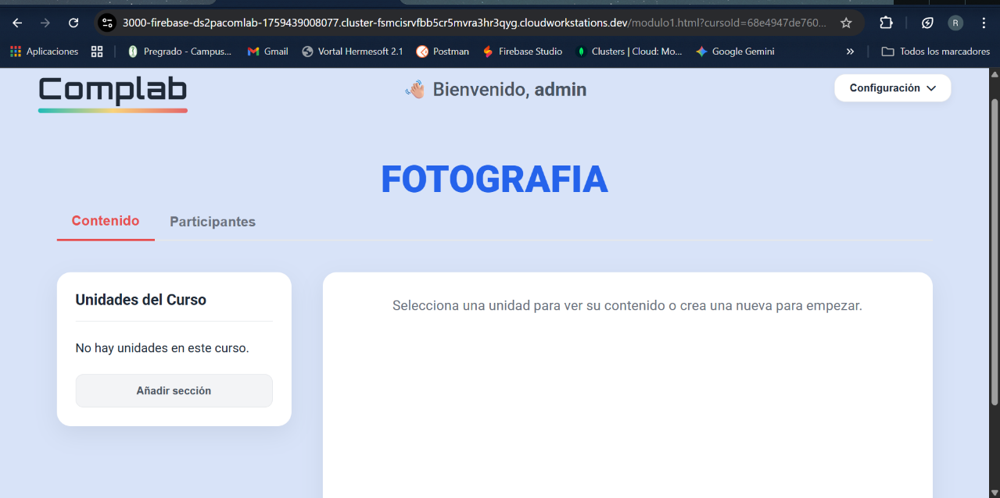 3000-firebase-ds2pacomlab-1759439008077.cluster-fsmcisrvfbb5cr5mvra3hr3qyg.cloudworkstations.dev/modulo1.html?cursoId=68e4947de760...
R
Aplicaciones
Pregrado - Campus...
Gmail
Vortal Hermesoft 2.1
Postman
Firebase Studio
Clusters | Cloud: Mo...
Google Gemini
»
Todos los marcadores
Complab
👋 Bienvenido, admin
Configuración
FOTOGRAFIA
Contenido
Participantes
Unidades del Curso
No hay unidades en este curso.
Añadir sección
Selecciona una unidad para ver su contenido o crea una nueva para empezar.